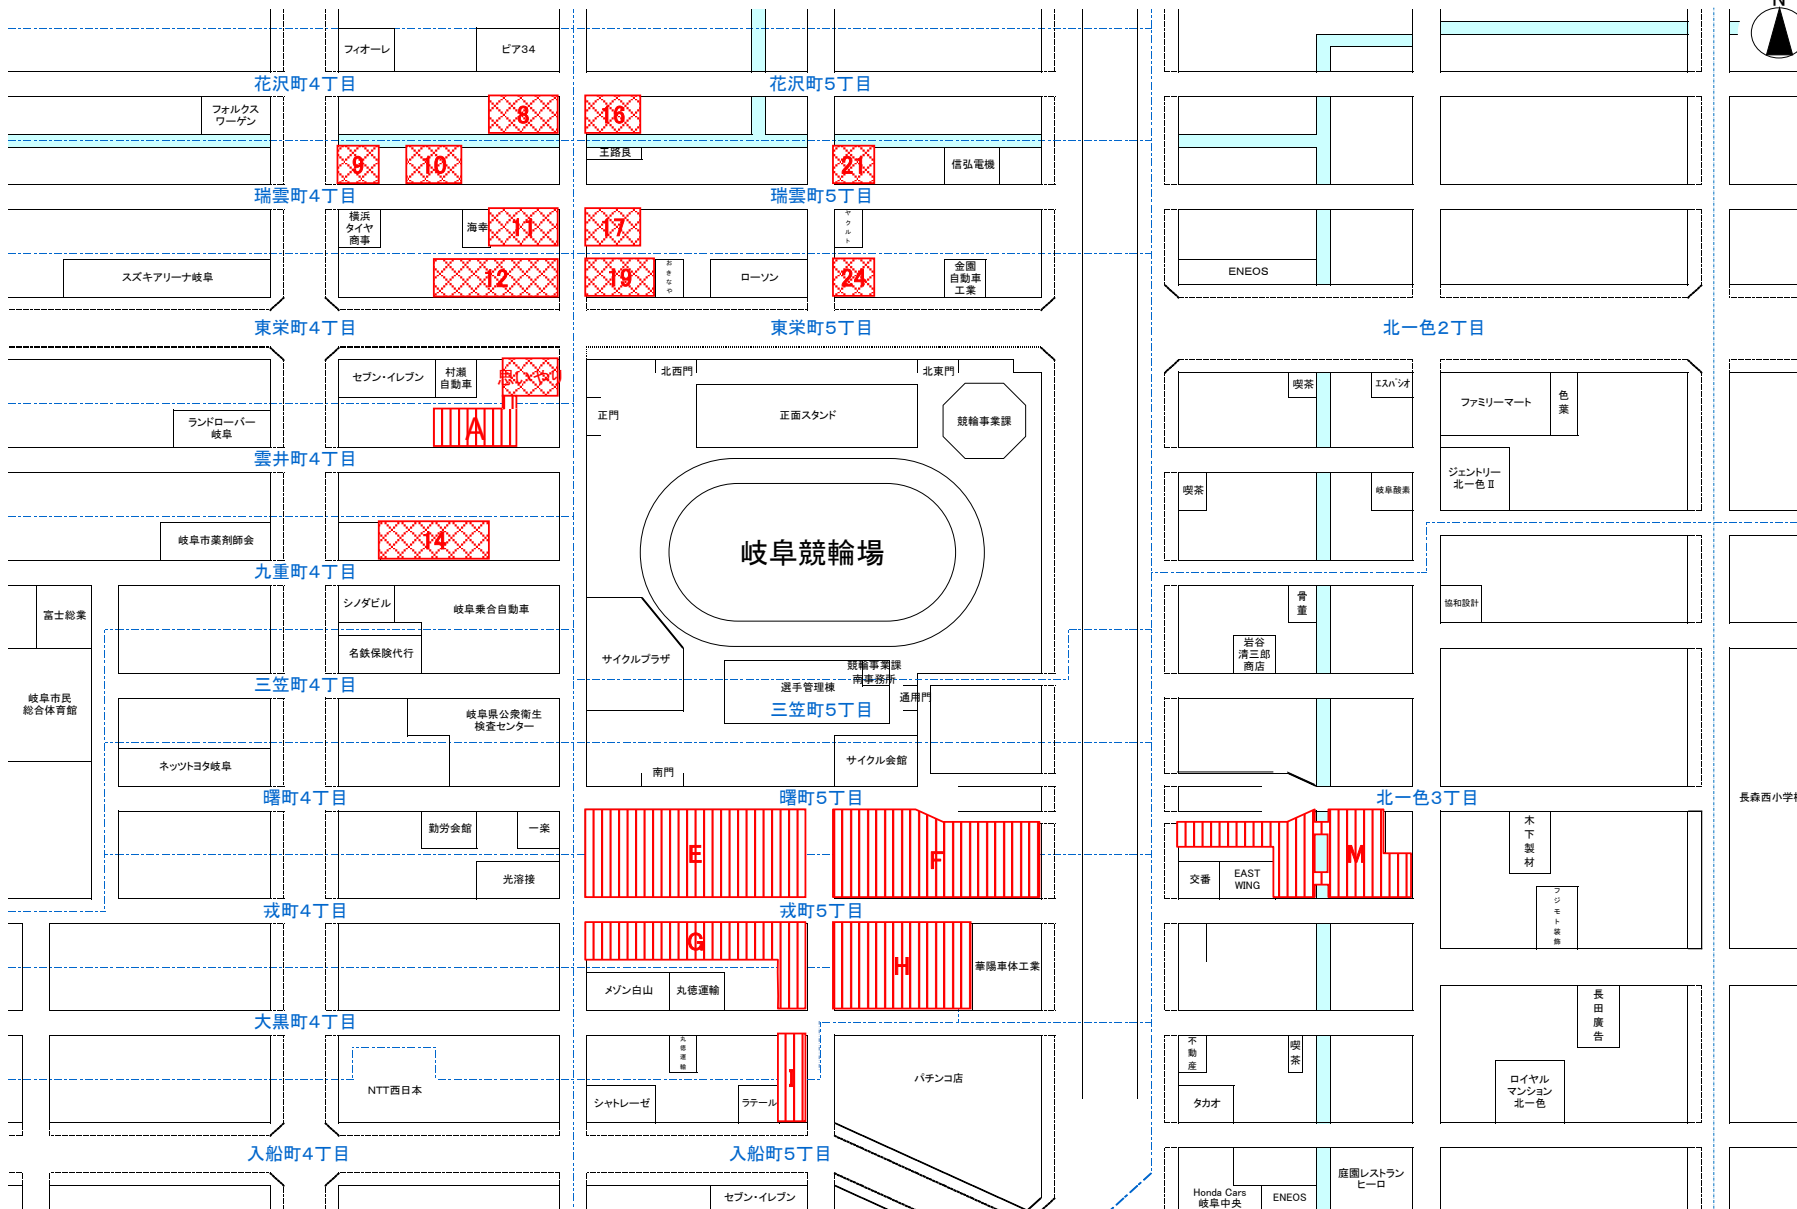 N
フィオーレ
ピア34
花沢町4丁目
花沢町5丁目
フォルクス
ワーゲン
8
16
9
10
王路良
21
信弘電機
瑞雲町4丁目
瑞雲町5丁目
横浜
タイヤ
商事
海幸
11
17
ヤクルト
スズキアリーナ岐阜
12
19
おきなや
ローソン
24
金園
自動車
工業
ENEOS
東栄町4丁目
東栄町5丁目
北一色2丁目
セブン・イレブン
村瀬
自動車
思いやり
北西門
北東門
正門
正面スタンド
競輪事業課
喫茶
エスパシオ
ファミリーマート
色葉
ランドローバー
岐阜
A
雲井町4丁目
喫茶
岐阜酸素
ジェントリー
北一色Ⅱ
岐阜市薬剤師会
14
岐阜競輪場
九重町4丁目
富士総業
シノダビル
岐阜乗合自動車
骨董
協和設計
名鉄保険代行
サイクルプラザ
競輪事業課
南事務所
選手管理棟
通用門
岩谷
清三郎
商店
三笠町4丁目
三笠町5丁目
岐阜市民
総合体育館
岐阜県公衆衛生
検査センター
ネッツトヨタ岐阜
南門
サイクル会館
曙町4丁目
曙町5丁目
北一色3丁目
長森西小学校
勤労会館
一楽
E
F
M
木下製材
光溶接
交番
EAST
WING
フジモト装飾
戎町4丁目
戎町5丁目
G
H
華陽車体工業
メゾン白山
丸徳運輸
長田廣告
大黒町4丁目
丸徳運輸
不動産
喫茶
NTT西日本
I
パチンコ店
シャトレーゼ
ラテール
タカオ
ロイヤル
マンション
北一色
入船町4丁目
入船町5丁目
セブン・イレブン
Honda Cars
岐阜中央
ENEOS
庭園レストラン
ヒーロ